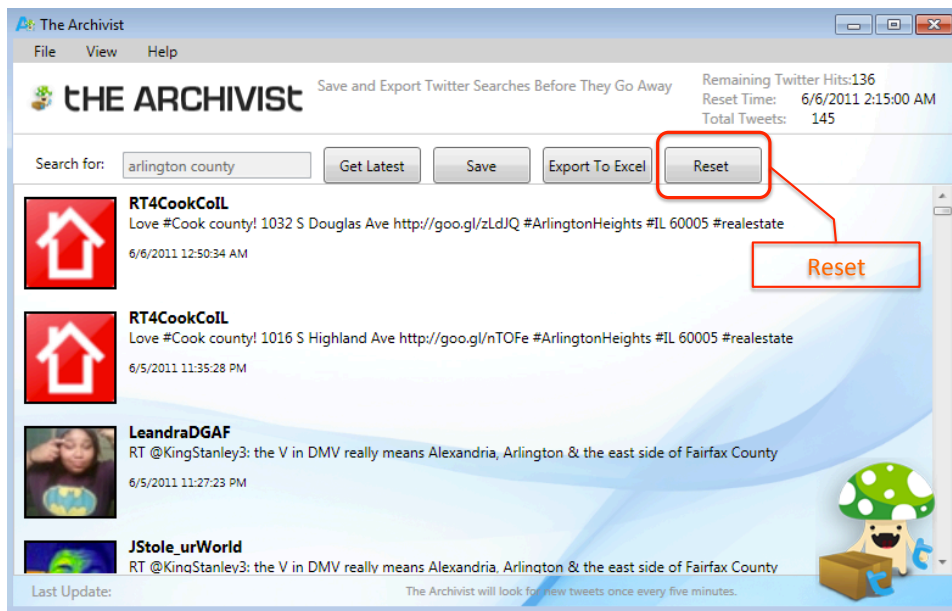 The Archivist
File View Help
tHE ARCHIVISt
Save and Export Twitter Searches Before They Go Away
Remaining Twitter Hits:136
Reset Time: 6/6/2011 2:15:00 AM
Total Tweets: 145
Search for: arlington county Get Latest Save Export To Excel Reset
RT4CookCoIL
Love #Cook county! 1032 S Douglas Ave http://goo.gl/zLdJQ #ArlingtonHeights #IL 60005 #realestate
6/6/2011 12:50:34 AM
Reset
RT4CookCoIL
Love #Cook county! 1016 S Highland Ave http://goo.gl/nTOFe #ArlingtonHeights #IL 60005 #realestate
6/5/2011 11:35:28 PM
LeandraDGAF
RT @KingStanley3: the V in DMV really means Alexandria, Arlington & the east side of Fairfax County
6/5/2011 11:27:23 PM
JStole_urWorld
RT @KingStanley3: the V in DMV really means Alexandria, Arlington & the east side of Fairfax County
Last Update: The Archivist will look for new tweets once every five minutes.